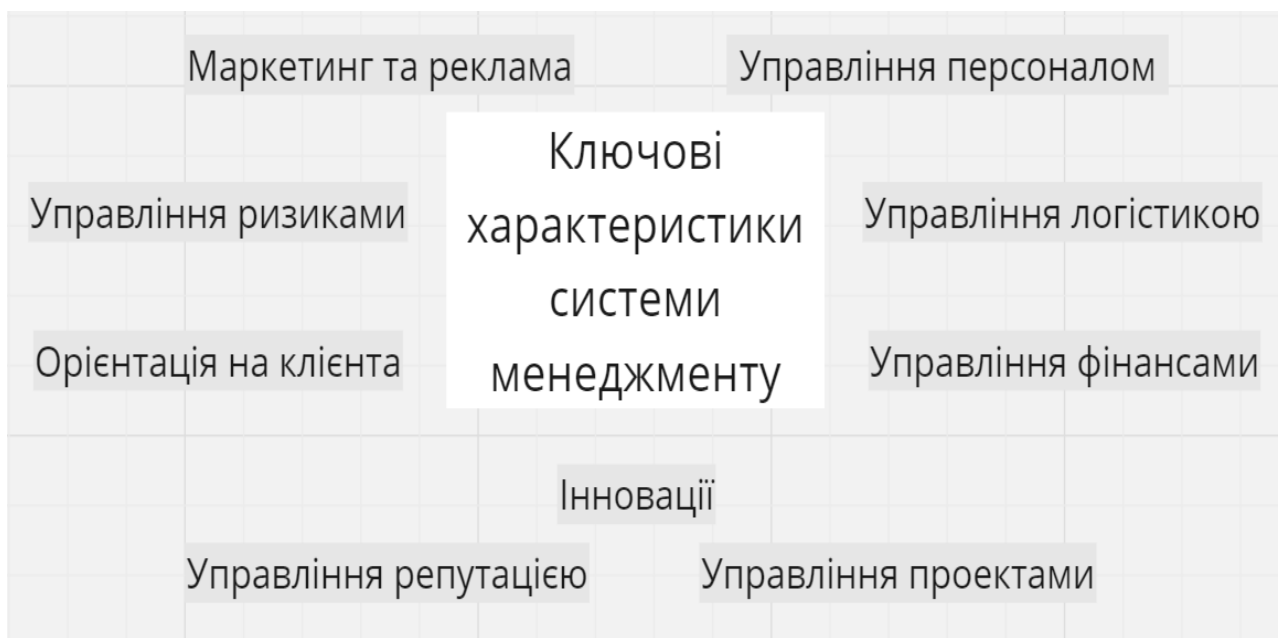 Маркетинг та реклама
Управління персоналом
Ключові
характеристики
системи
менеджменту
Управління ризиками
Управління логістикою
Орієнтація на клієнта
Управління фінансами
Інновації
Управління репутацією
Управління проектами